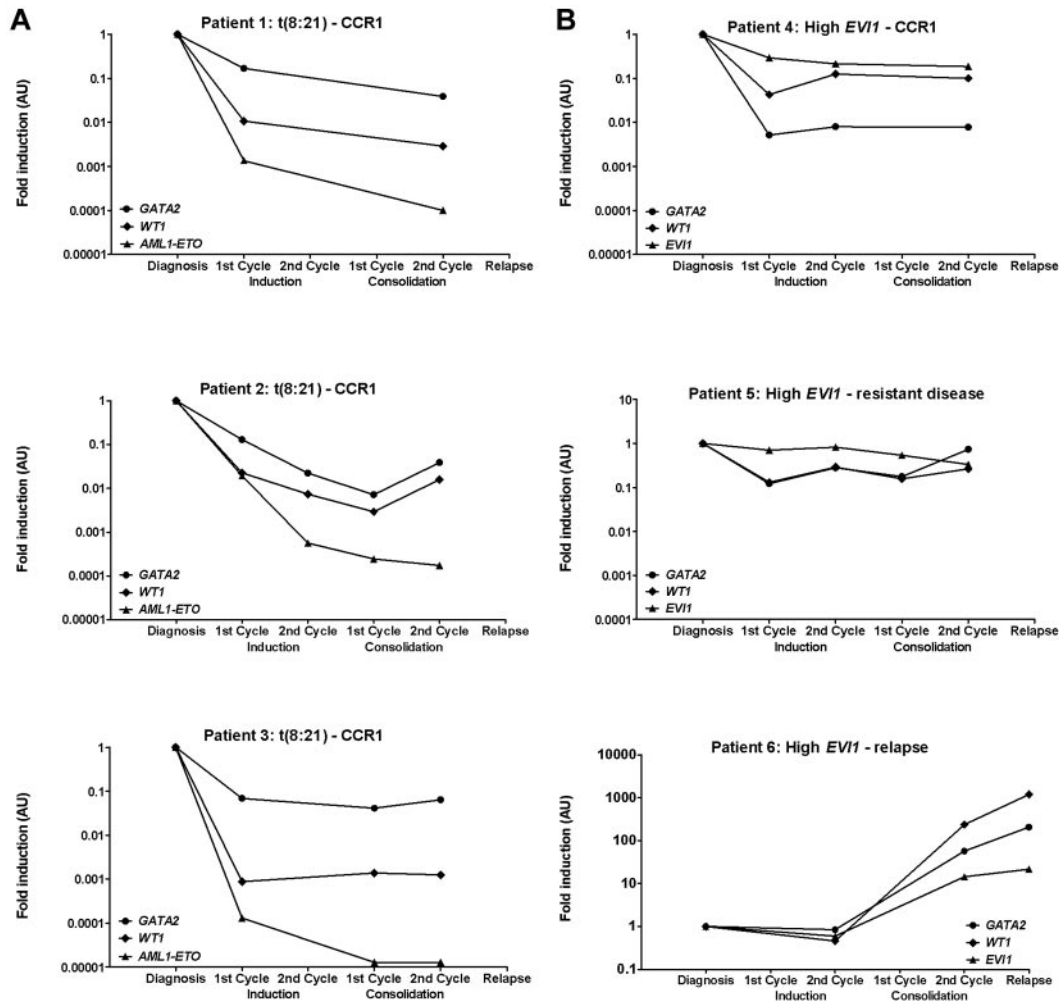 A
Patient 1: t(8:21) - CCR1
Fold induction (AU)
1
0.1
0.01
0.001
0.0001
0.00001
GATA2
WT1
AML1-ETO
Diagnosis 1st Cycle 2nd Cycle 1st Cycle 2nd Cycle Relapse
Induction Consolidation
Patient 2: t(8:21) - CCR1
Fold induction (AU)
1
0.1
0.01
0.001
0.0001
0.00001
GATA2
WT1
AML1-ETO
Diagnosis 1st Cycle 2nd Cycle 1st Cycle 2nd Cycle Relapse
Induction Consolidation
Patient 3: t(8:21) - CCR1
Fold induction (AU)
1
0.1
0.01
0.001
0.0001
0.00001
GATA2
WT1
AML1-ETO
Diagnosis 1st Cycle 2nd Cycle 1st Cycle 2nd Cycle Relapse
Induction Consolidation
B
Patient 4: High EVI1 - CCR1
Fold induction (AU)
1
0.1
0.01
0.001
0.0001
0.00001
GATA2
WT1
EVI1
Diagnosis 1st Cycle 2nd Cycle 1st Cycle 2nd Cycle Relapse
Induction Consolidation
Patient 5: High EVI1 - resistant disease
Fold induction (AU)
10
1
0.1
0.01
0.001
0.0001
GATA2
WT1
EVI1
Diagnosis 1st Cycle 2nd Cycle 1st Cycle 2nd Cycle Relapse
Induction Consolidation
Patient 6: High EVI1 - relapse
Fold induction (AU)
10000
1000
100
10
1
0.1
GATA2
WT1
EVI1
Diagnosis 1st Cycle 2nd Cycle 1st Cycle 2nd Cycle Relapse
Induction Consolidation